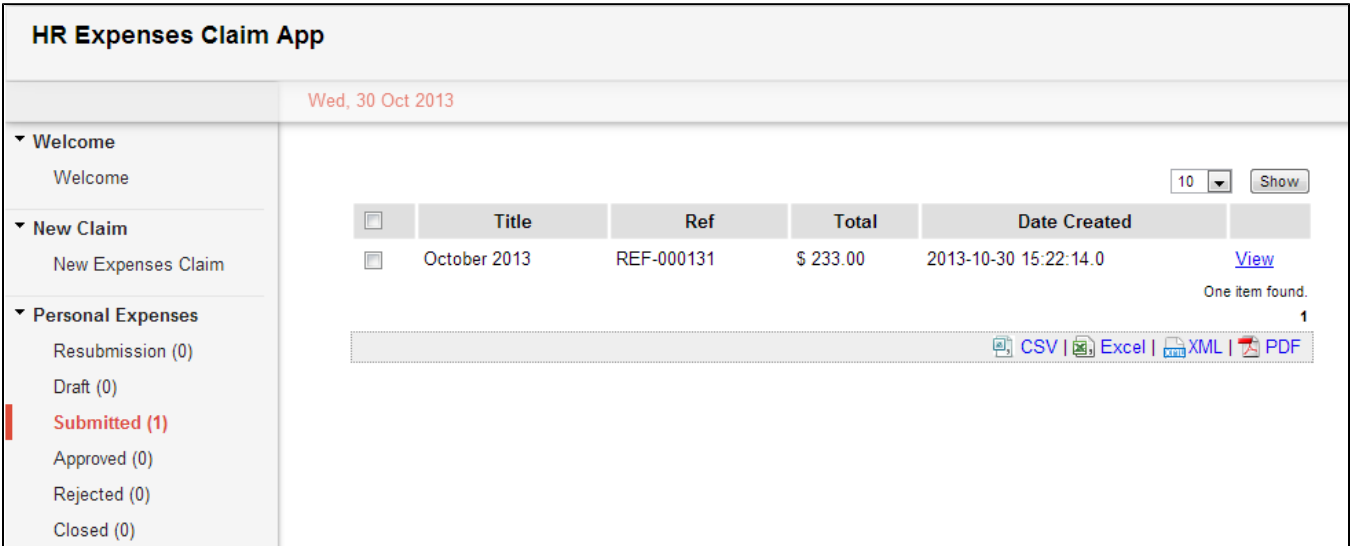 HR Expenses Claim App
Wed, 30 Oct 2013
Welcome
Welcome
New Claim
New Expenses Claim
Personal Expenses
Resubmission (0)
Draft (0)
Submitted (1)
Approved (0)
Rejected (0)
Closed (0)
10 Show
Title Ref Total Date Created
October 2013 REF-000131 $ 233.00 2013-10-30 15:22:14.0 View
One item found.
1
CSV | Excel | XML | PDF